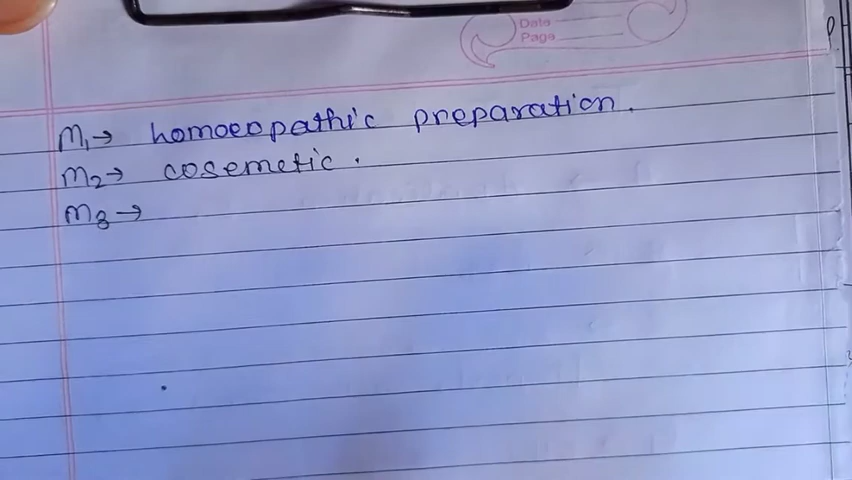 Date
Page
M₁→ homoeopathic preparation.
M₂→ cosemetic.
M₃→